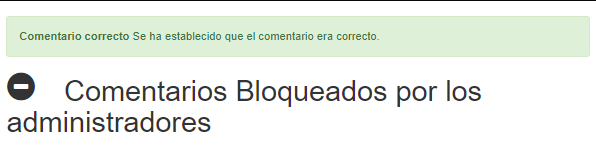 Comentario correcto Se ha establecido que el comentario era correcto.
Comentarios Bloqueados por los
administradores